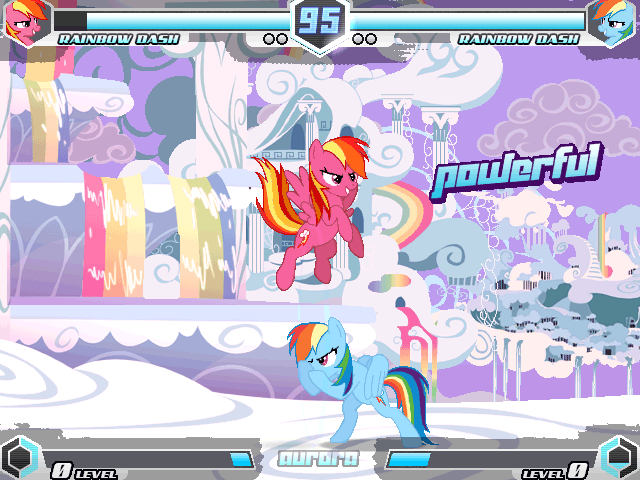 95
RAINBOW DASH
RAINBOW DASH
powerful
0 LEVEL
aurora
LEVEL 0